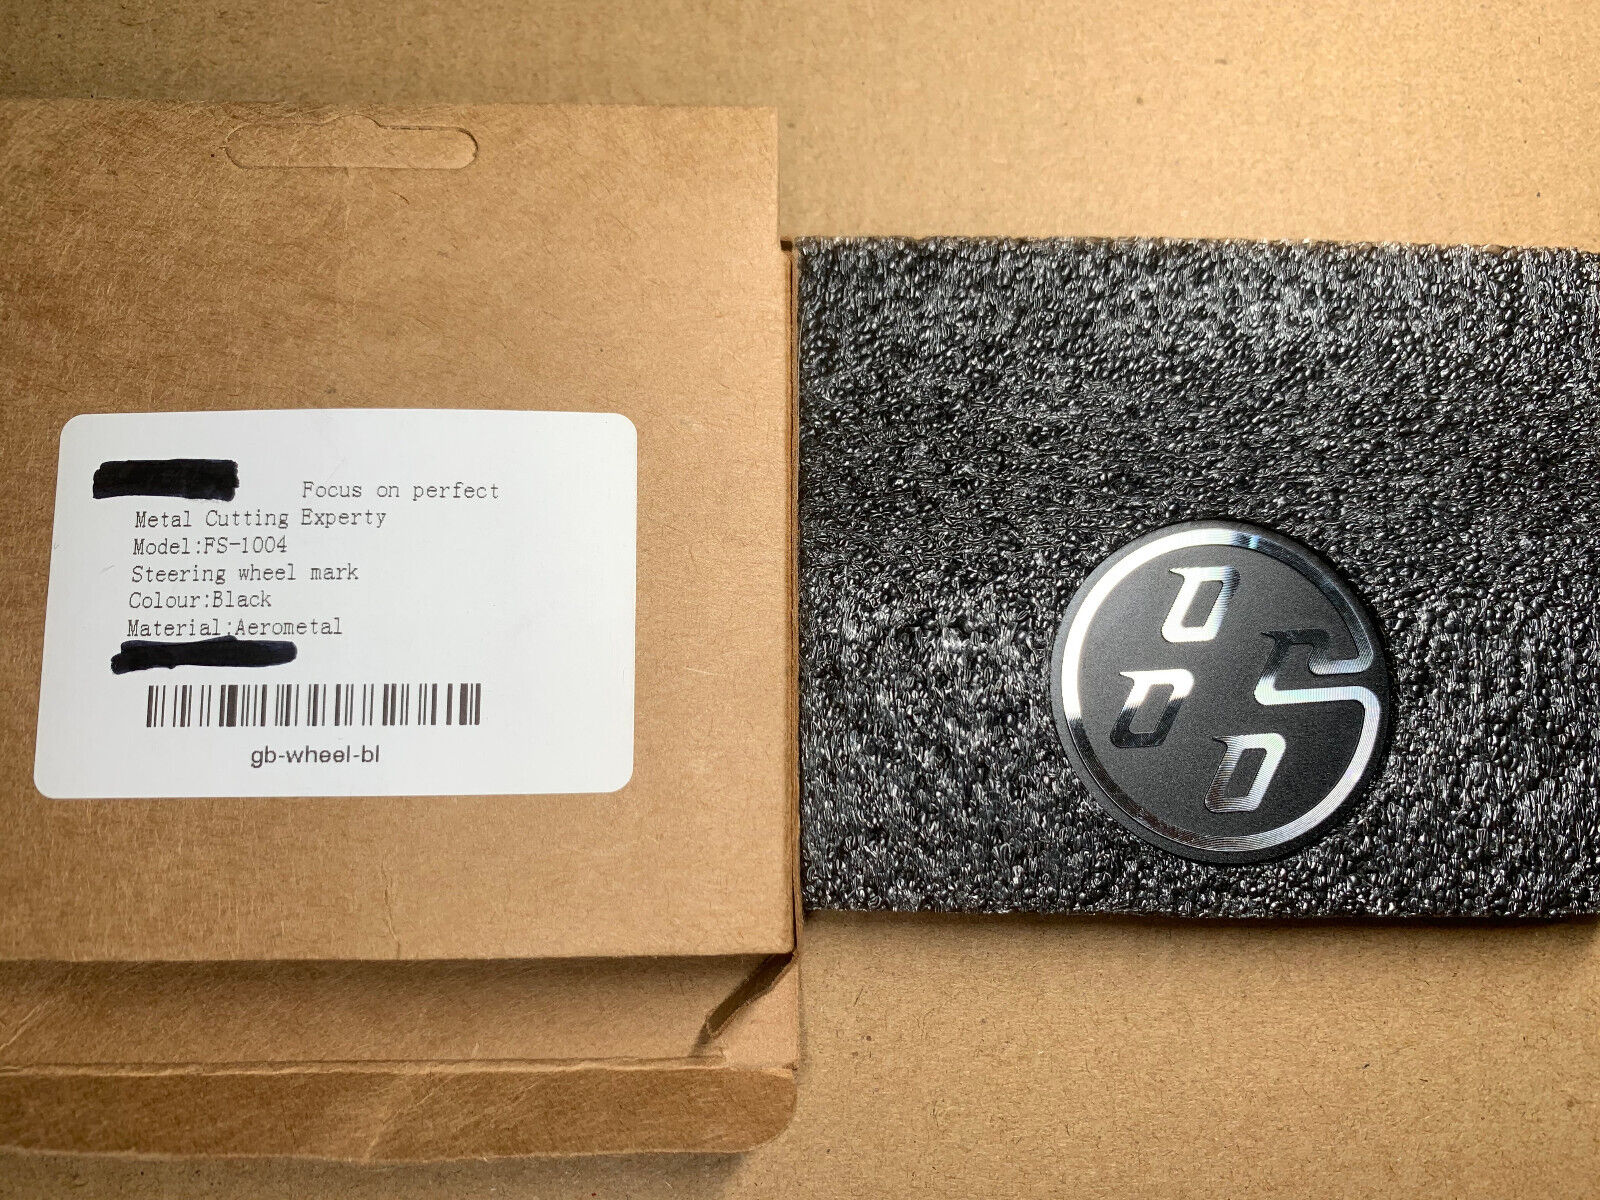 Focus on perfect
Metal Cutting Experty
Model:FS-1004
Steering wheel mark
Colour:Black
Material:Aerometal
gb-wheel-bl